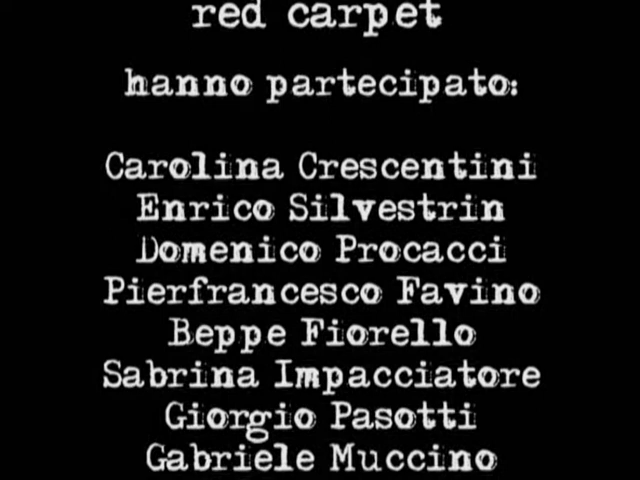 red carpet
hanno partecipato:
Carolina Crescentini
Enrico Silvestrin
Domenico Procacci
Pierfrancesco Favino
Beppe Fiorello
Sabrina Impacciatore
Giorgio Pasotti
Gabriele Muccino